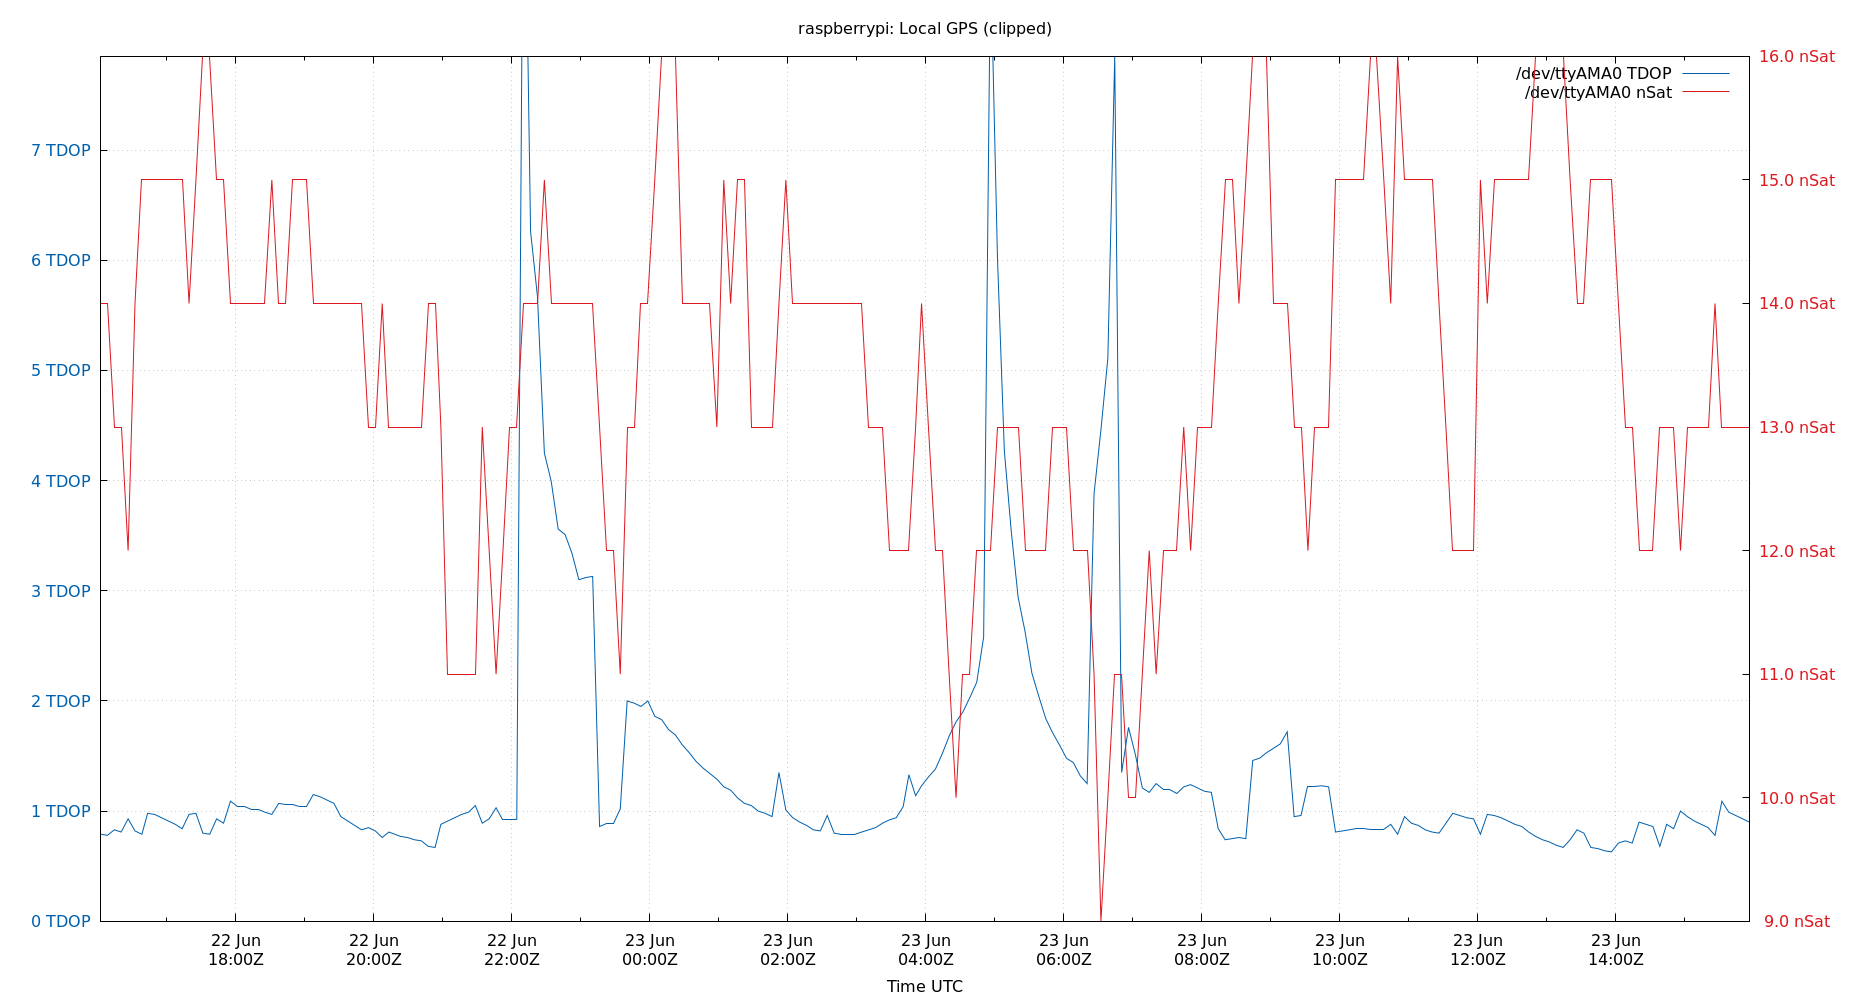 raspberrypi: Local GPS (clipped)
/dev/ttyAMA0 TDOP
/dev/ttyAMA0 nSat
7 TDOP
6 TDOP
5 TDOP
4 TDOP
3 TDOP
2 TDOP
1 TDOP
0 TDOP
16.0 nSat
15.0 nSat
14.0 nSat
13.0 nSat
12.0 nSat
11.0 nSat
10.0 nSat
9.0 nSat
22 Jun
18:00Z
22 Jun
20:00Z
22 Jun
22:00Z
23 Jun
00:00Z
23 Jun
02:00Z
23 Jun
04:00Z
23 Jun
06:00Z
23 Jun
08:00Z
23 Jun
10:00Z
23 Jun
12:00Z
23 Jun
14:00Z
Time UTC